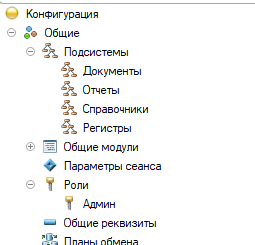 Конфигурация
Общие
Подсистемы
Документы
Отчеты
Справочники
Регистры
Общие модули
Параметры сеанса
Роли
Админ
Общие реквизиты
Планы обмена